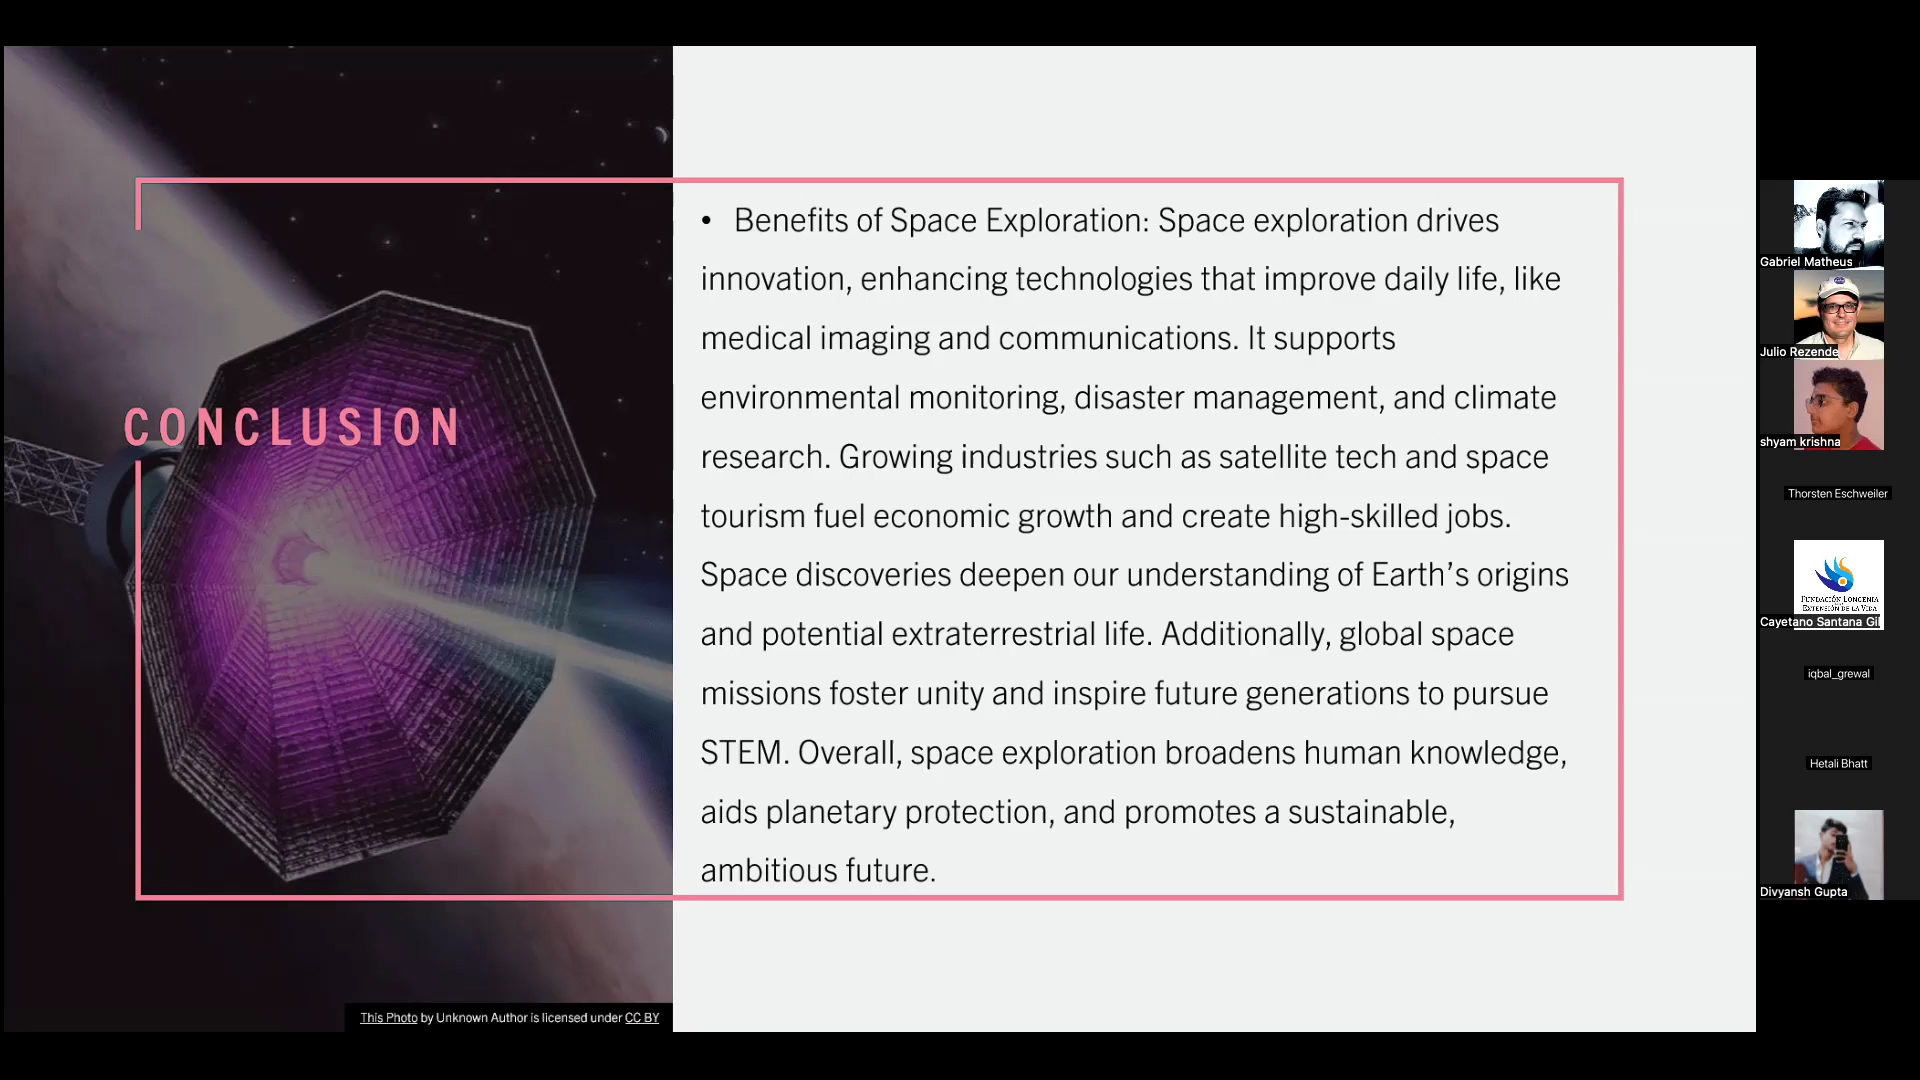 CONCLUSION
• Benefits of Space Exploration: Space exploration drives
innovation, enhancing technologies that improve daily life, like
medical imaging and communications. It supports
environmental monitoring, disaster management, and climate
research. Growing industries such as satellite tech and space
tourism fuel economic growth and create high-skilled jobs.
Space discoveries deepen our understanding of Earth’s origins
and potential extraterrestrial life. Additionally, global space
missions foster unity and inspire future generations to pursue
STEM. Overall, space exploration broadens human knowledge,
aids planetary protection, and promotes a sustainable,
ambitious future.
This Photo by Unknown Author is licensed under CC BY
Gabriel Matheus
Julio Rezende
shyam krishna
Thorsten Eschweiler
FUNDACIÓN LONGENIA
EXTENSIÓN DE LA VIDA
Cayetano Santana Gil
iqbal_grewal
Hetali Bhatt
Divyansh Gupta